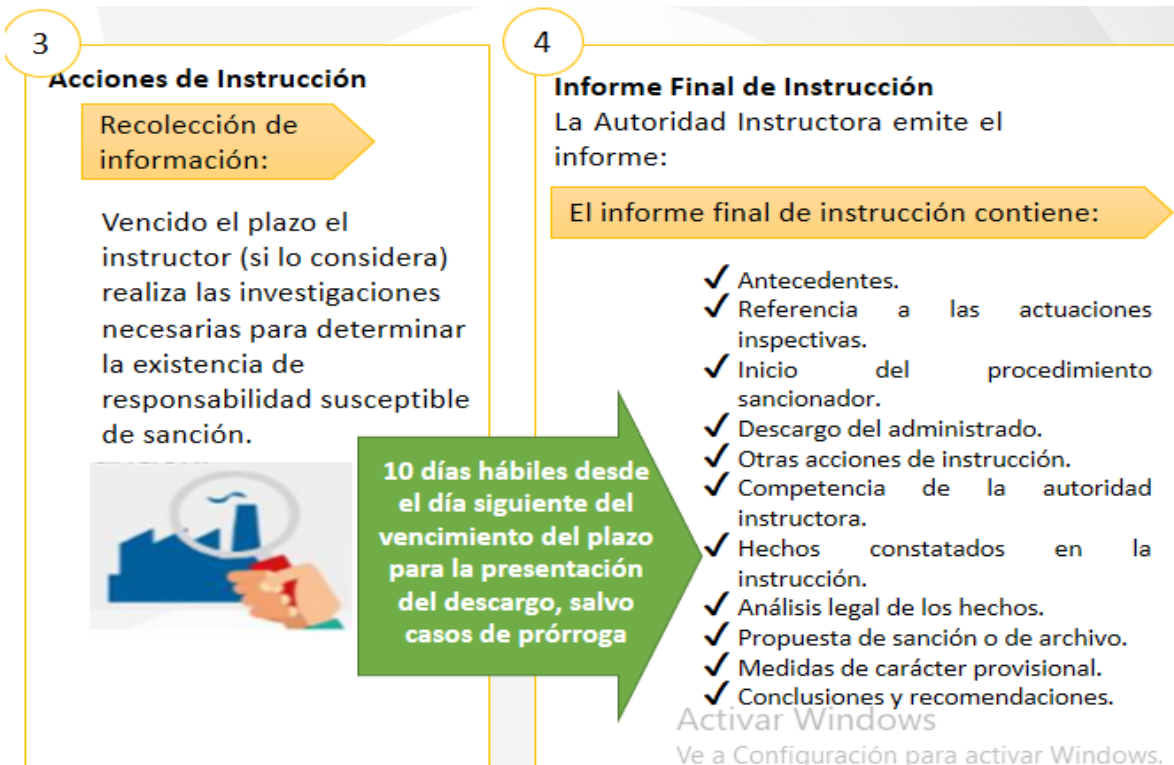 3
Acciones de Instrucción
Recolección de
información:
Vencido el plazo el
instructor (si lo considera)
realiza las investigaciones
necesarias para determinar
la existencia de
responsabilidad susceptible
de sanción.
10 días hábiles desde
el día siguiente del
vencimiento del plazo
para la presentación
del descargo, salvo
casos de prórroga
4
Informe Final de Instrucción
La Autoridad Instructora emite el
informe:
El informe final de instrucción contiene:
✓ Antecedentes.
✓ Referencia a las actuaciones
inspectivas.
✓ Inicio del procedimiento
sancionador.
✓ Descargo del administrado.
✓ Otras acciones de instrucción.
✓ Competencia de la autoridad
instructora.
✓ Hechos constatados en la
instrucción.
✓ Análisis legal de los hechos.
✓ Propuesta de sanción o de archivo.
✓ Medidas de carácter provisional.
✓ Conclusiones y recomendaciones.
Activar Windows
Ve a Configuración para activar Windows.